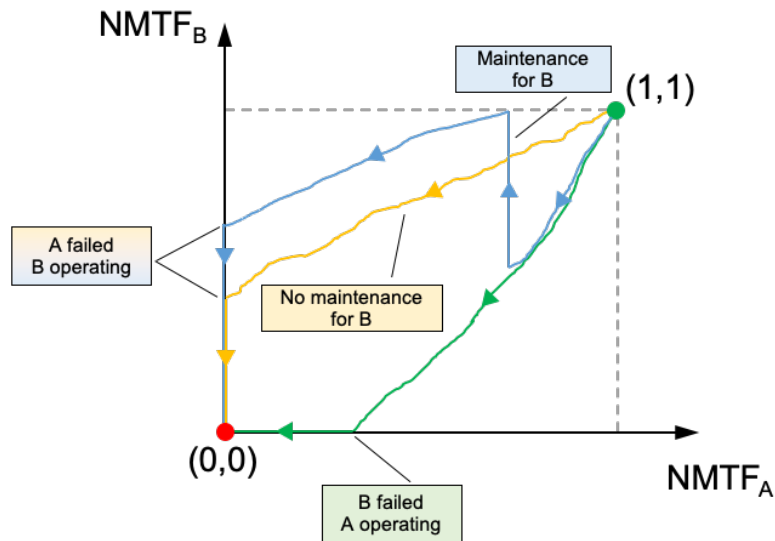 NMTF_B
Maintenance
for B
(1,1)
A failed
B operating
No maintenance
for B
(0,0)
NMTF_A
B failed
A operating